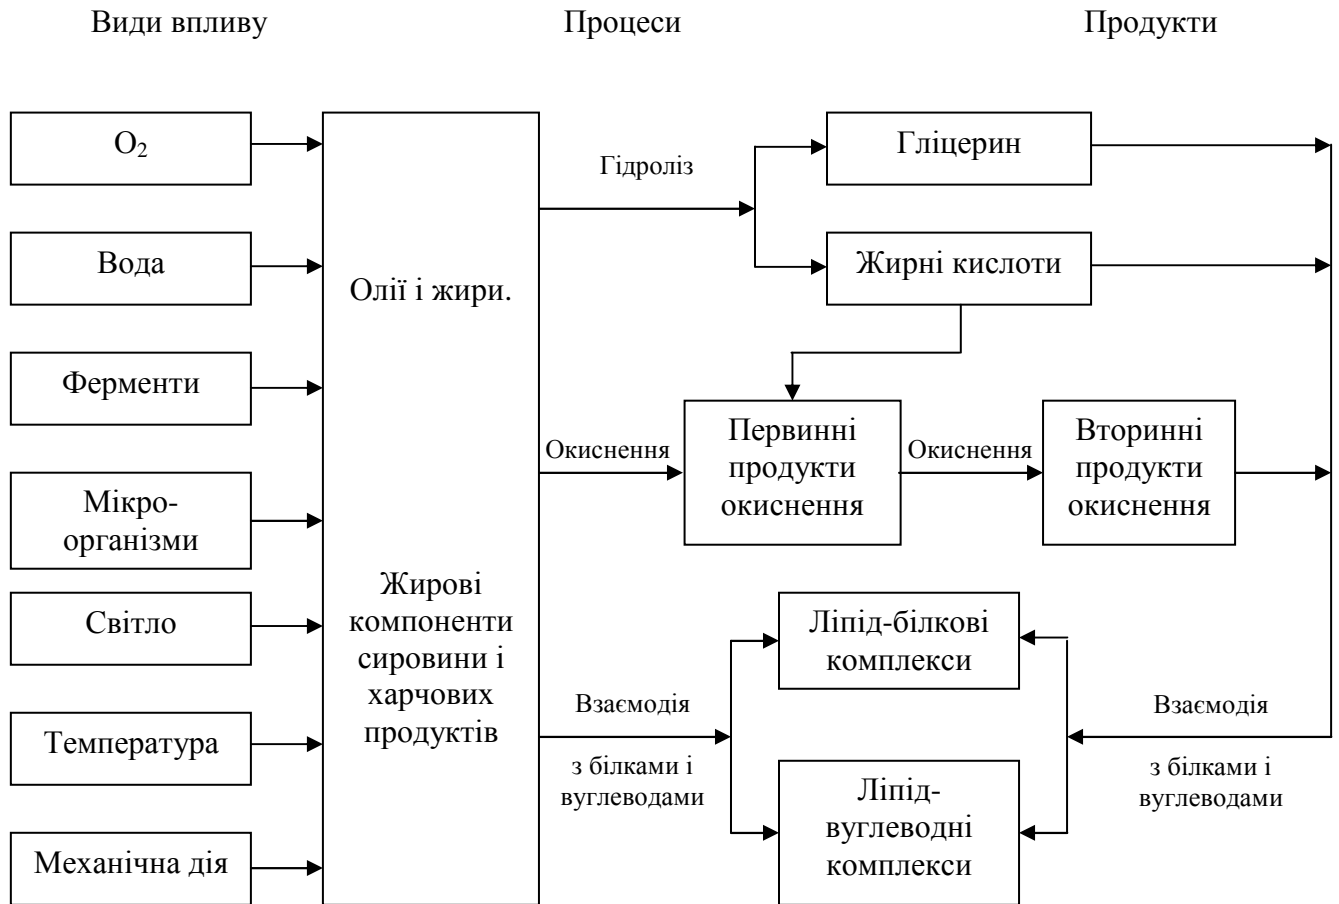 Види впливу
Процеси
Продукти
O₂
Вода
Ферменти
Мікро-
організми
Світло
Температура
Механічна дія
Олії і жири.
Жирові
компоненти
сировини і
харчових
продуктів
Гідроліз
Гліцерин
Жирні кислоти
Окиснення
Первинні
продукти
окиснення
Окиснення
Вторинні
продукти
окиснення
Взаємодія
з білками і
вуглеводами
Ліпід-білкові
комплекси
Ліпід-
вуглеводні
комплекси
Взаємодія
з білками і
вуглеводами